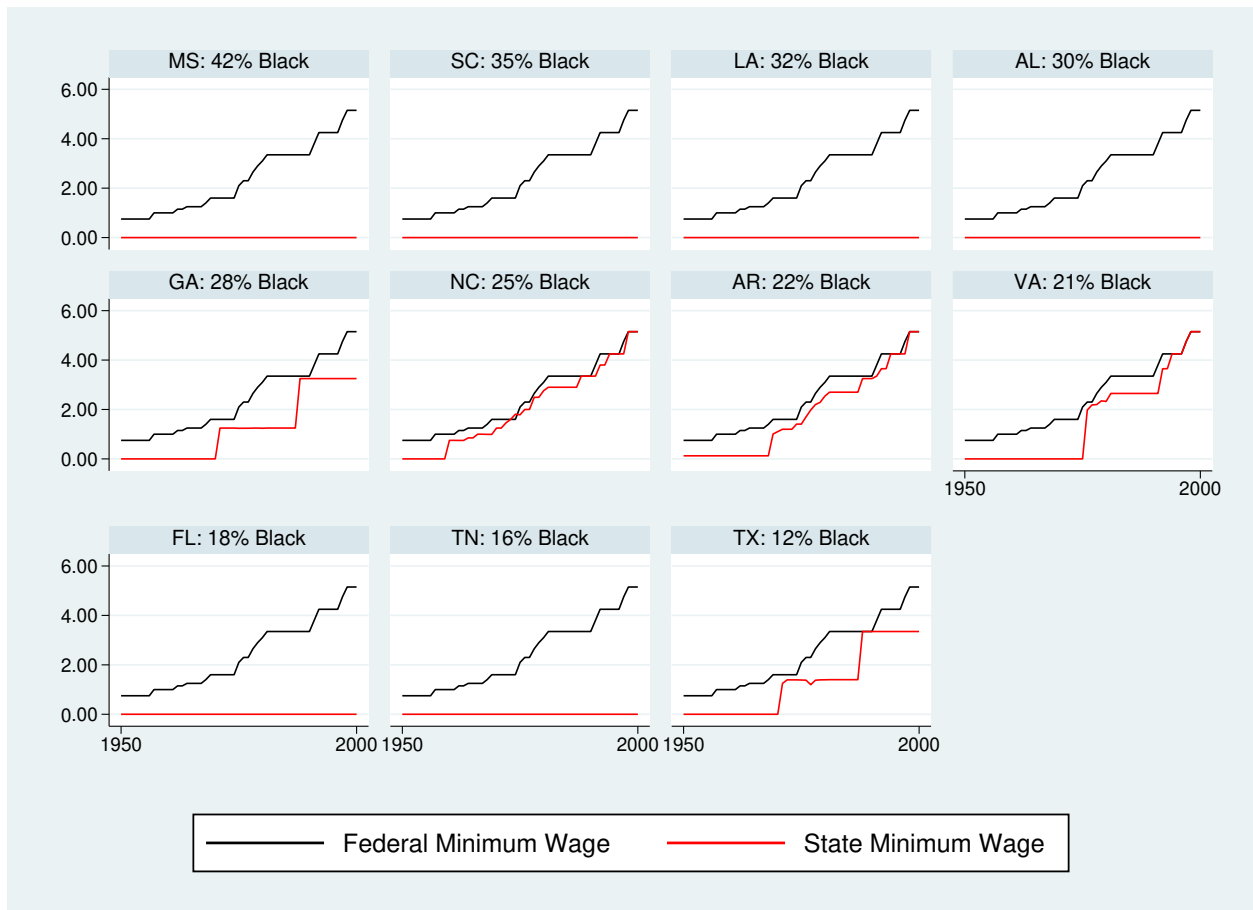 MS: 42% Black SC: 35% Black LA: 32% Black AL: 30% Black
6.00
4.00
2.00
0.00
GA: 28% Black NC: 25% Black AR: 22% Black VA: 21% Black
6.00
4.00
2.00
0.00
1950 2000
FL: 18% Black TN: 16% Black TX: 12% Black
6.00
4.00
2.00
0.00
1950 2000 1950 2000 1950 2000
Federal Minimum Wage State Minimum Wage